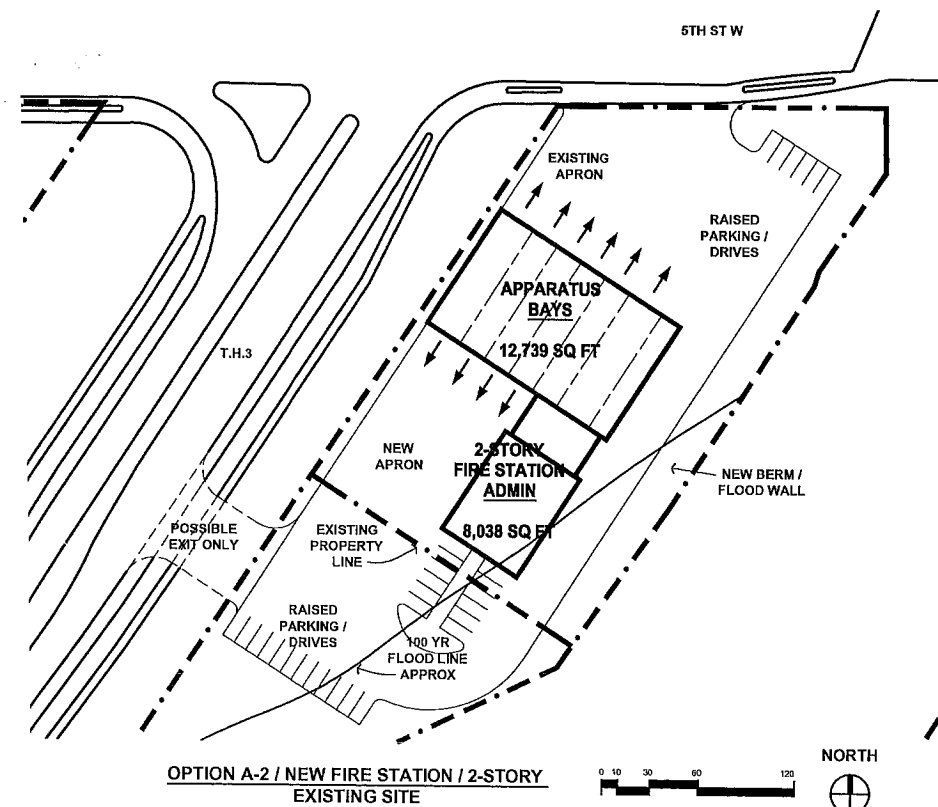 5TH ST W
EXISTING
APRON
RAISED
PARKING /
DRIVES
APPARATUS
BAYS
12,739 SQ FT
T.H.3
NEW
APRON
2-STORY
FIRE STATION
ADMIN
8,038 SQ FT
NEW BERM /
FLOOD WALL
POSSIBLE
EXIT ONLY
EXISTING
PROPERTY
LINE
RAISED
PARKING /
DRIVES
100 YR
FLOOD LINE
APPROX
OPTION A-2 / NEW FIRE STATION / 2-STORY
EXISTING SITE
0 10 30 60 120
NORTH